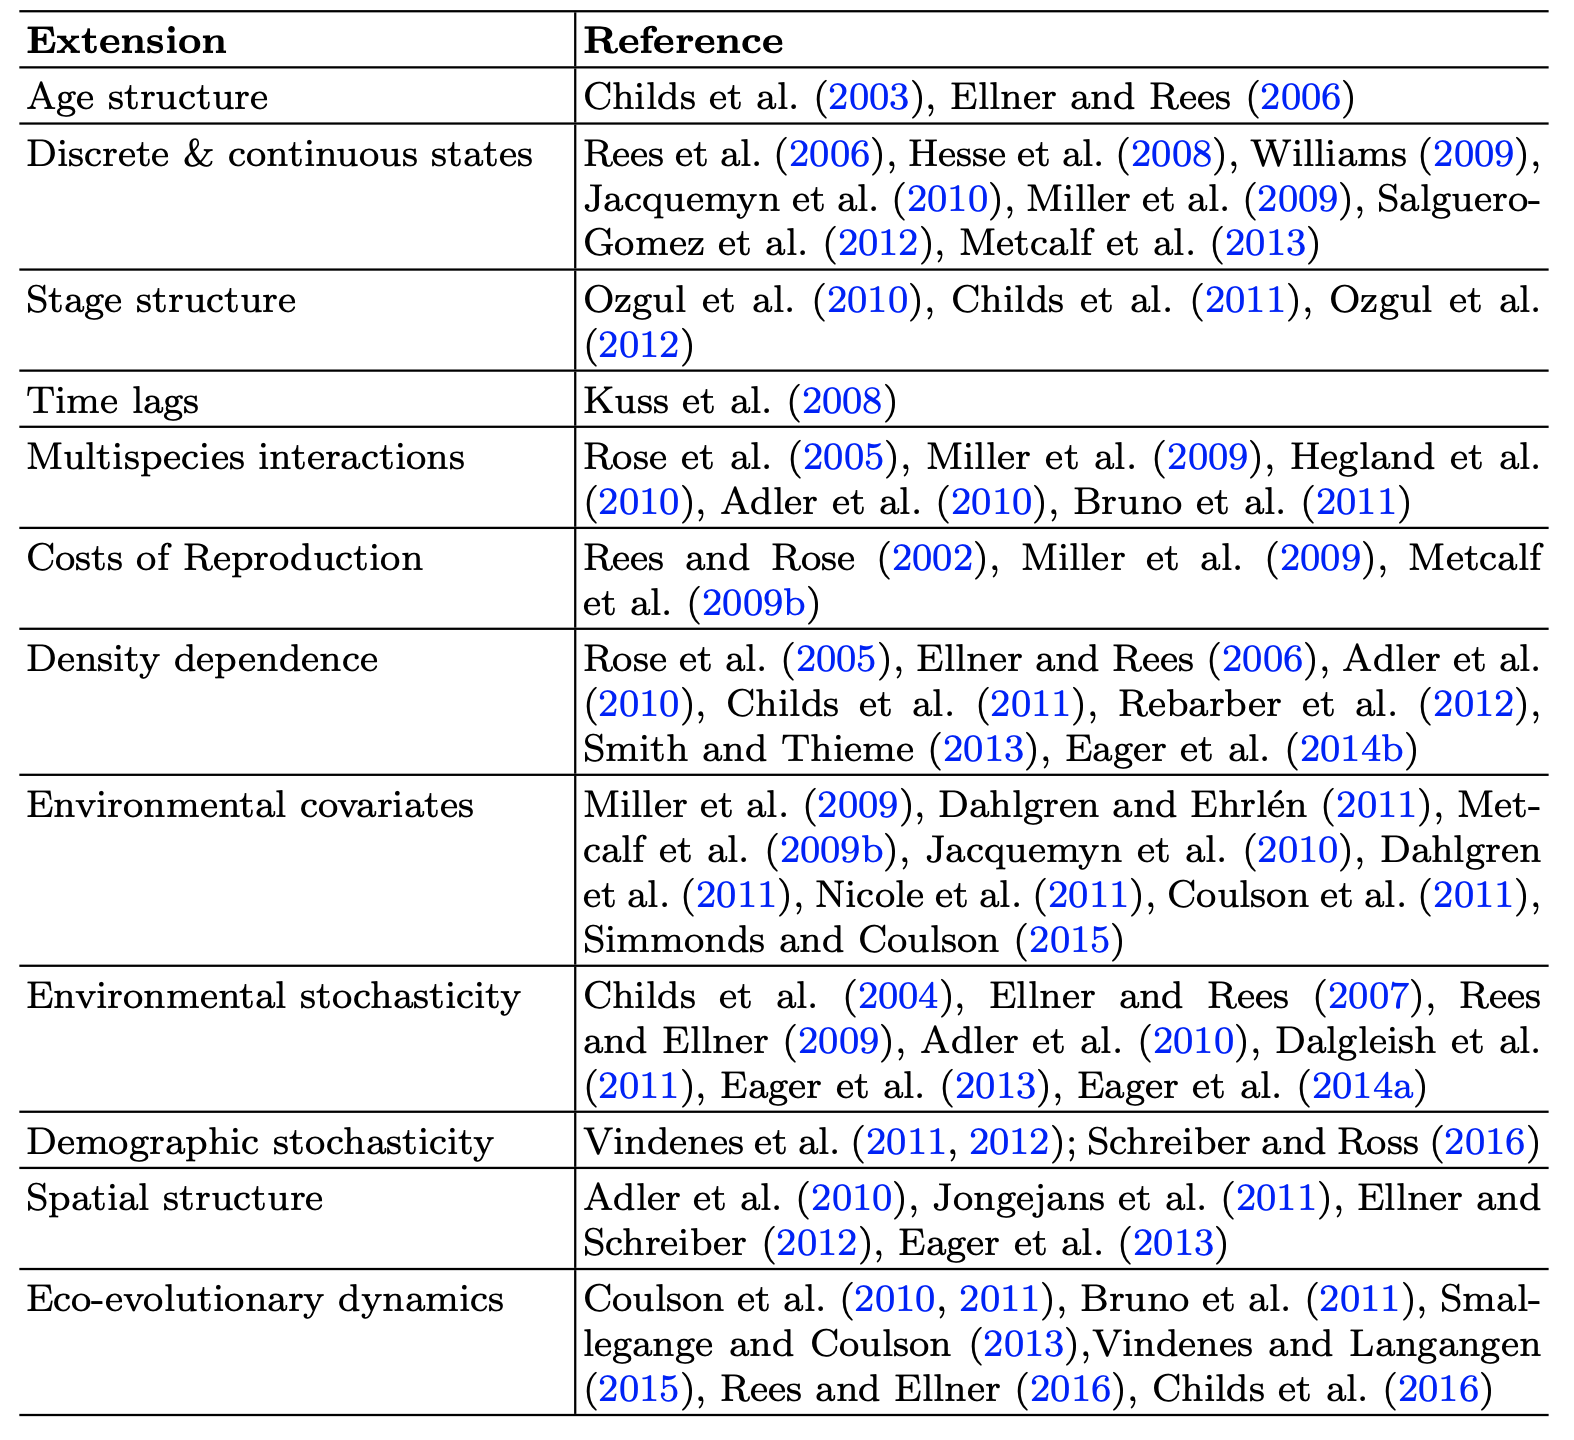 Extension Reference
Age structure Childs et al. (2003), Ellner and Rees (2006)
Discrete & continuous states Rees et al. (2006), Hesse et al. (2008), Williams (2009),
Jacquemyn et al. (2010), Miller et al. (2009), Salguero-
Gomez et al. (2012), Metcalf et al. (2013)
Stage structure Ozgul et al. (2010), Childs et al. (2011), Ozgul et al.
(2012)
Time lags Kuss et al. (2008)
Multispecies interactions Rose et al. (2005), Miller et al. (2009), Hegland et al.
(2010), Adler et al. (2010), Bruno et al. (2011)
Costs of Reproduction Rees and Rose (2002), Miller et al. (2009), Metcalf
et al. (2009b)
Density dependence Rose et al. (2005), Ellner and Rees (2006), Adler et al.
(2010), Childs et al. (2011), Rebarber et al. (2012),
Smith and Thieme (2013), Eager et al. (2014b)
Environmental covariates Miller et al. (2009), Dahlgren and Ehrlén (2011), Met-
calf et al. (2009b), Jacquemyn et al. (2010), Dahlgren
et al. (2011), Nicole et al. (2011), Coulson et al. (2011),
Simmonds and Coulson (2015)
Environmental stochasticity Childs et al. (2004), Ellner and Rees (2007), Rees
and Ellner (2009), Adler et al. (2010), Dalgleish et al.
(2011), Eager et al. (2013), Eager et al. (2014a)
Demographic stochasticity Vindenes et al. (2011, 2012); Schreiber and Ross (2016)
Spatial structure Adler et al. (2010), Jongejans et al. (2011), Ellner and
Schreiber (2012), Eager et al. (2013)
Eco-evolutionary dynamics Coulson et al. (2010, 2011), Bruno et al. (2011), Smal-
legange and Coulson (2013),Vindenes and Langangen
(2015), Rees and Ellner (2016), Childs et al. (2016)